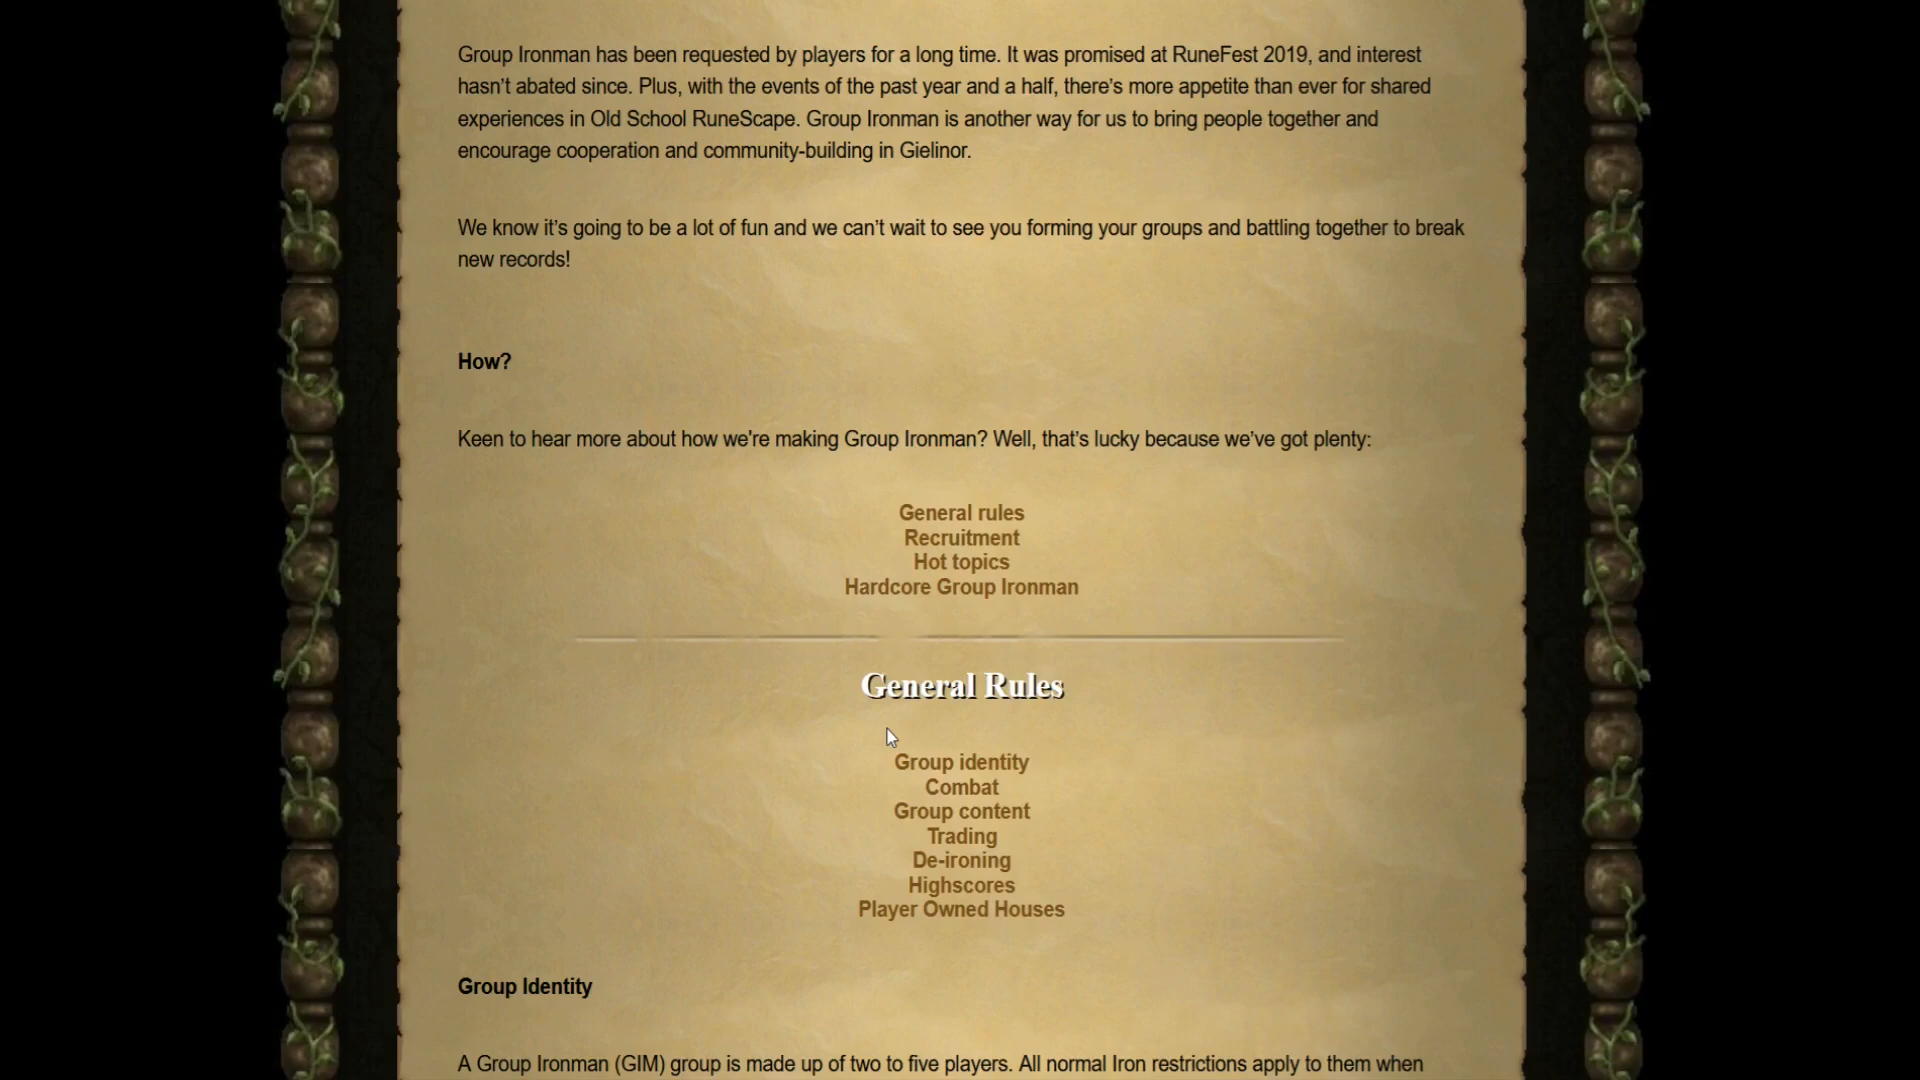 Group Ironman has been requested by players for a long time. It was promised at RuneFest 2019, and interest
hasn’t abated since. Plus, with the events of the past year and a half, there’s more appetite than ever for shared
experiences in Old School RuneScape. Group Ironman is another way for us to bring people together and
encourage cooperation and community-building in Gielinor.
We know it’s going to be a lot of fun and we can’t wait to see you forming your groups and battling together to break
new records!
How?
Keen to hear more about how we're making Group Ironman? Well, that’s lucky because we’ve got plenty:
General rules
Recruitment
Hot topics
Hardcore Group Ironman
General Rules
Group identity
Combat
Group content
Trading
De-ironing
Highscores
Player Owned Houses
Group Identity
A Group Ironman (GIM) group is made up of two to five players. All normal Iron restrictions apply to them when